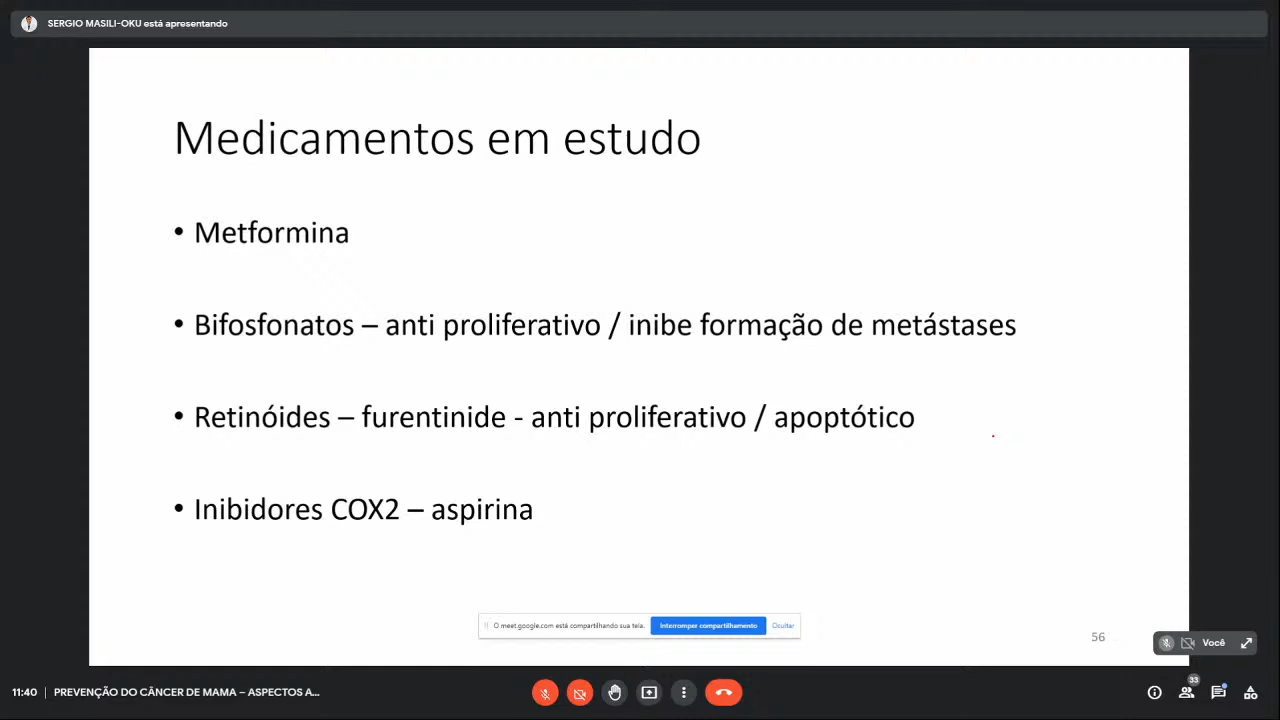 SERGIO MASILI-OKU está apresentando
Medicamentos em estudo
• Metformina
• Bifosfonatos – anti proliferativo / inibe formação de metástases
• Retinóides – furentinide - anti proliferativo / apoptótico
• Inibidores COX2 – aspirina
O meet.google.com está compartilhando sua tela. Interromper compartilhamento Ocultar
56
Você
11:40 | PREVENÇÃO DO CÂNCER DE MAMA – ASPECTOS A...
33